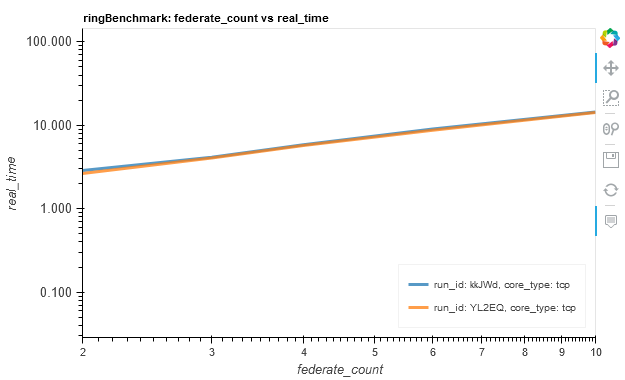 ringBenchmark: federate_count vs real_time
100.000
10.000
1.000
0.100
real_time
run_id: kkJWd, core_type: tcp
run_id: YL2EQ, core_type: tcp
2 3 4 5 6 7 8 9 10
federate_count